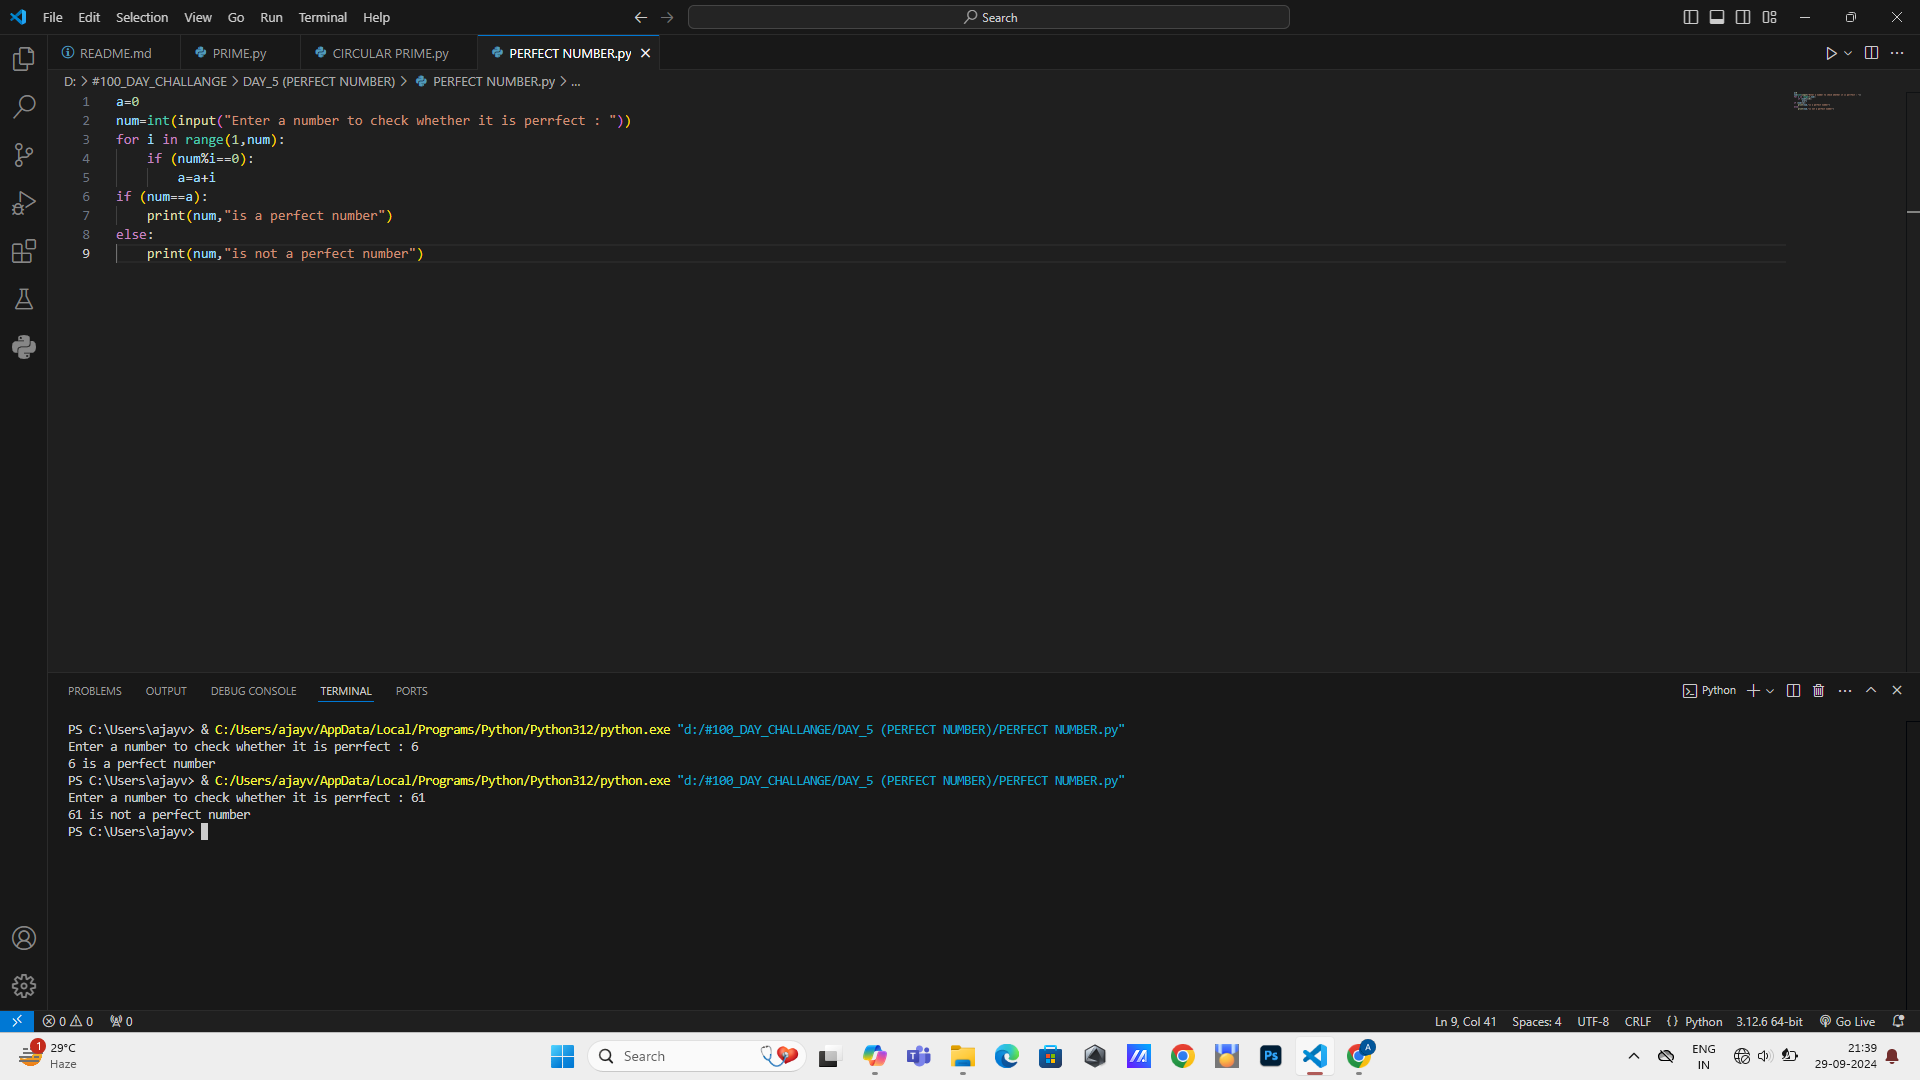 File Edit Selection View Go Run Terminal Help
Search
README.md
PRIME.py
CIRCULAR PRIME.py
PERFECT NUMBER.py
D: > #100_DAY_CHALLANGE > DAY_5 (PERFECT NUMBER) > PERFECT NUMBER.py > ...
1 a=0
2 num=int(input("Enter a number to check whether it is perrfect : "))
3 for i in range(1,num):
4 if (num%i==0):
5 a=a+i
6 if (num==a):
7 print(num,"is a perfect number")
8 else:
9 print(num,"is not a perfect number")
PROBLEMS OUTPUT DEBUG CONSOLE TERMINAL PORTS
Python
PS C:\Users\ajayv> & C:/Users/ajayv/AppData/Local/Programs/Python/Python312/python.exe "d:/#100_DAY_CHALLANGE/DAY_5 (PERFECT NUMBER)/PERFECT NUMBER.py"
Enter a number to check whether it is perrfect : 6
6 is a perfect number
PS C:\Users\ajayv> & C:/Users/ajayv/AppData/Local/Programs/Python/Python312/python.exe "d:/#100_DAY_CHALLANGE/DAY_5 (PERFECT NUMBER)/PERFECT NUMBER.py"
Enter a number to check whether it is perrfect : 61
61 is not a perfect number
PS C:\Users\ajayv>
0 0 0
Ln 9, Col 41 Spaces: 4 UTF-8 CRLF {} Python 3.12.6 64-bit Go Live
1
29°C
Haze
Search
Ps
A
ENG
IN
21:39
29-09-2024